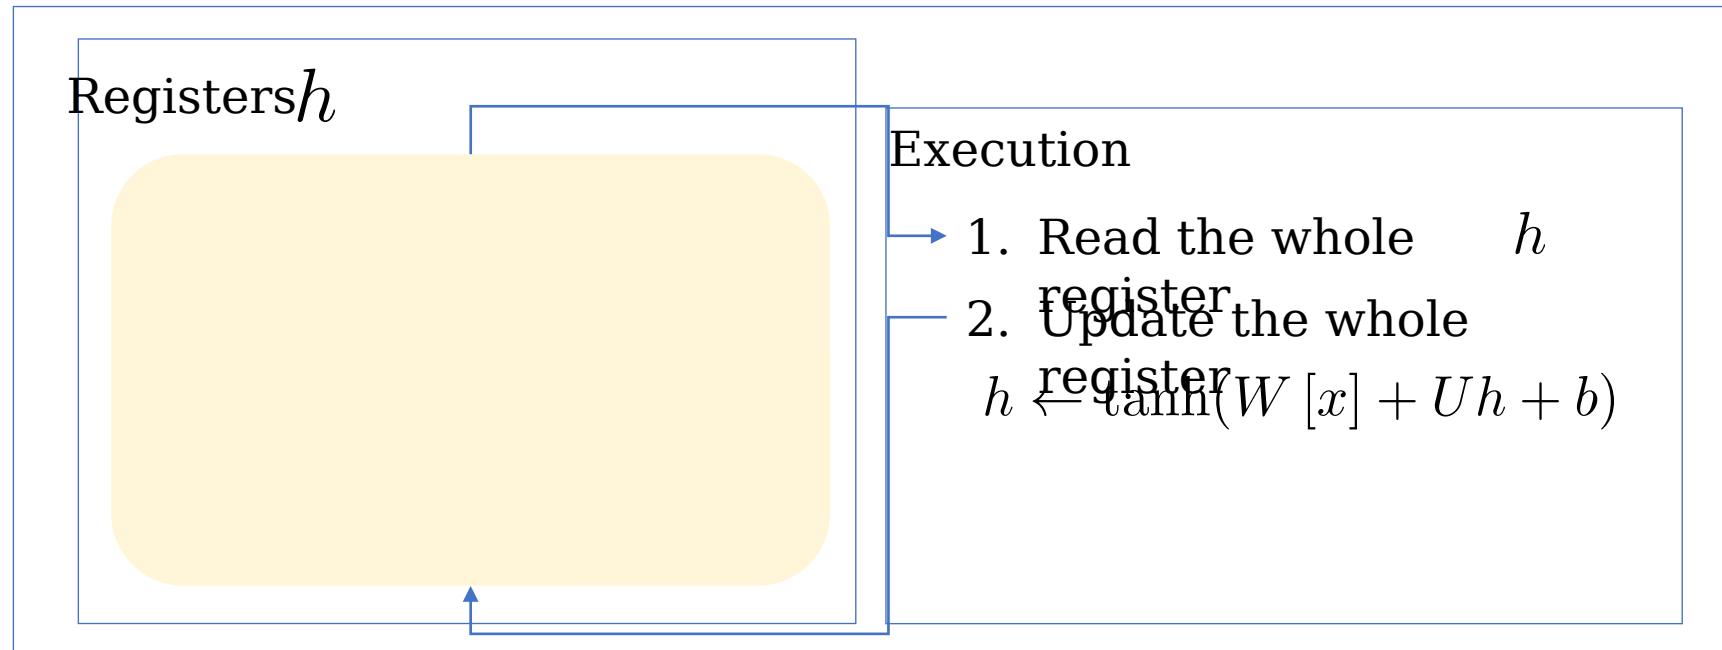 Registers h
Execution
1. Read the whole h
register
2. Update the whole
register
h ← tanh(W [x] + Uh + b)